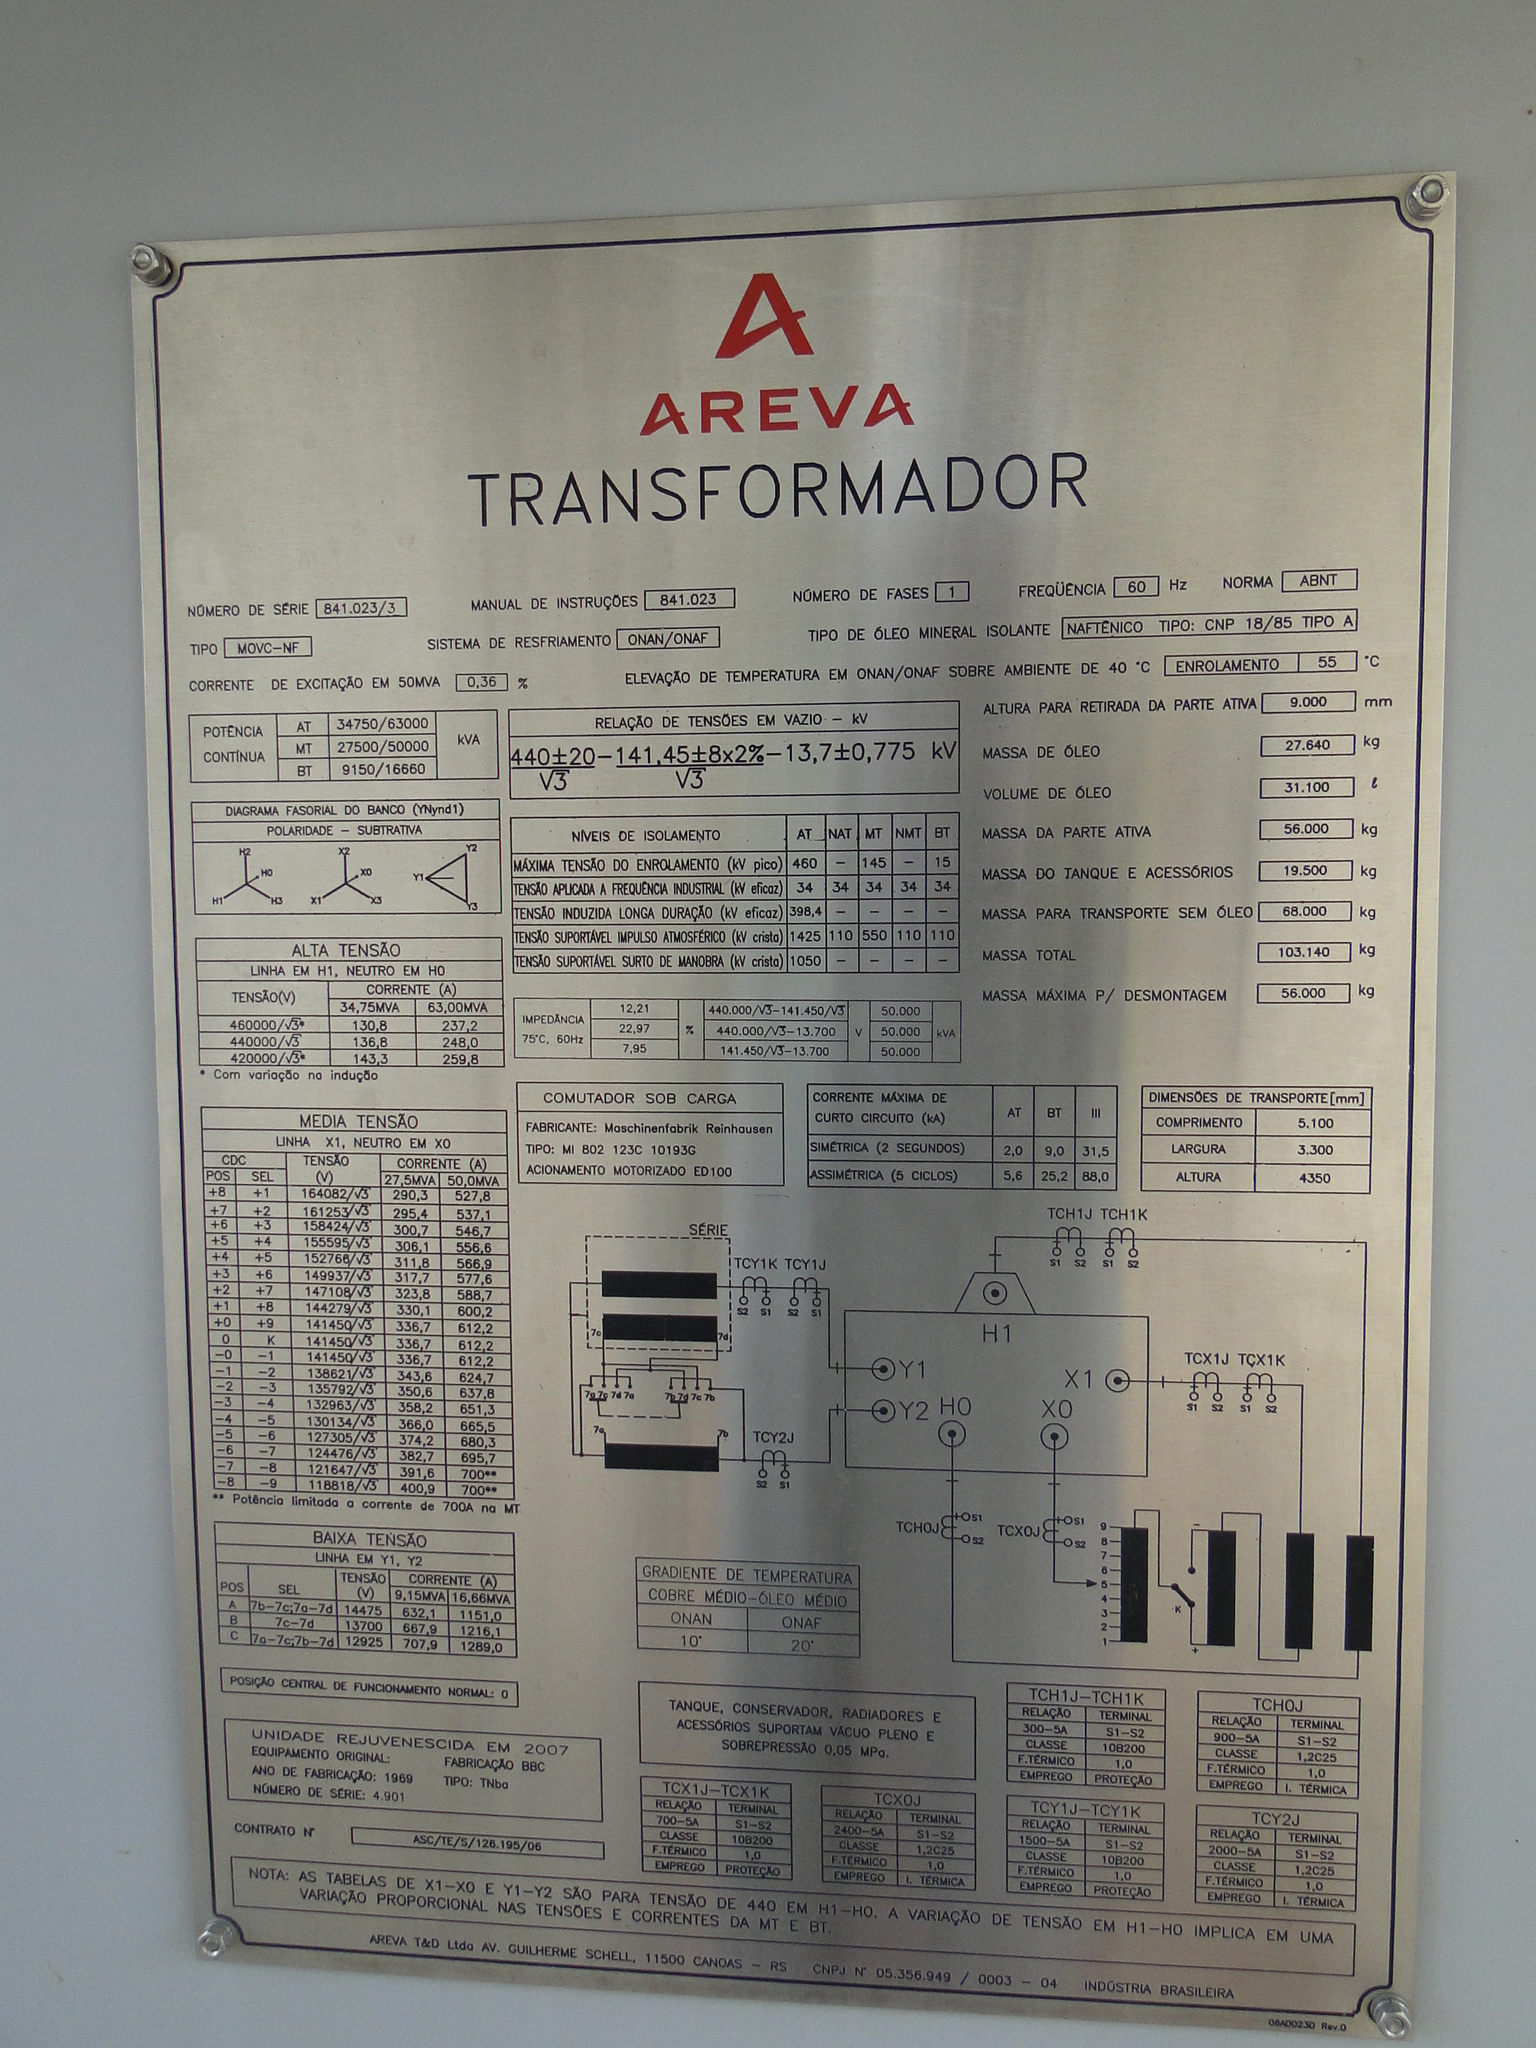 AREVA
TRANSFORMADOR
NÚMERO DE SÉRIE 841.023/3 MANUAL DE INSTRUÇÕES 841.023 NÚMERO DE FASES 1 FREQÜÊNCIA 60 Hz NORMA ABNT
TIPO MOVC-NF SISTEMA DE RESFRIAMENTO ONAN/ONAF TIPO DE ÓLEO MINERAL ISOLANTE NAFTÊNICO TIPO: CNP 18/85 TIPO A
CORRENTE DE EXCITAÇÃO EM 50MVA 0,36 % ELEVAÇÃO DE TEMPERATURA EM ONAN/ONAF SOBRE AMBIENTE DE 40 °C ENROLAMENTO 55 °C
POTÊNCIA CONTÍNUA kVA
AT 34750/63000
MT 27500/50000
BT 9150/16660
RELAÇÃO DE TENSÕES EM VAZIO - kV
440±20/√3-141,45±8x2%/√3-13,7±0,775 kV
ALTURA PARA RETIRADA DA PARTE ATIVA 9.000 mm
MASSA DE ÓLEO 27.640 kg
VOLUME DE ÓLEO 31.100 ℓ
MASSA DA PARTE ATIVA 56.000 kg
MASSA DO TANQUE E ACESSÓRIOS 19.500 kg
MASSA PARA TRANSPORTE SEM ÓLEO 68.000 kg
MASSA TOTAL 103.140 kg
MASSA MÁXIMA P/ DESMONTAGEM 56.000 kg
DIAGRAMA FASORIAL DO BANCO (YNynd1)
POLARIDADE - SUBTRATIVA
H2 X2 Y2
H0 X0 Y1
H1 H3 X1 X3 Y3
NÍVEIS DE ISOLAMENTO AT NAT MT NMT BT
MÁXIMA TENSÃO DO ENROLAMENTO (kV pico) 460 - 145 - 15
TENSÃO APLICADA A FREQUÊNCIA INDUSTRIAL (kV eficaz) 34 34 34 34 34
TENSÃO INDUZIDA LONGA DURAÇÃO (kV eficaz) 398,4 - - - -
TENSÃO SUPORTÁVEL IMPULSO ATMOSFÉRICO (kV crista) 1425 110 550 110 110
TENSÃO SUPORTÁVEL SURTO DE MANOBRA (kV crista) 1050 - - - -
ALTA TENSÃO
LINHA EM H1, NEUTRO EM H0
TENSÃO(V) CORRENTE (A)
34,75MVA 63,00MVA
460000/√3* 130,8 237,2
440000/√3 136,8 248,0
420000/√3* 143,3 259,8
* Com variação na indução
IMPEDÂNCIA 75°C, 60Hz % V kVA
12,21 440.000/√3-141.450/√3 50.000
22,97 440.000/√3-13.700 50.000
7,95 141.450/√3-13.700 50.000
COMUTADOR SOB CARGA
FABRICANTE: Maschinenfabrik Reinhausen
TIPO: MI 802 123C 10193G
ACIONAMENTO MOTORIZADO ED100
CORRENTE MÁXIMA DE CURTO CIRCUITO (kA) AT BT III
SIMÉTRICA (2 SEGUNDOS) 2,0 9,0 31,5
ASSIMÉTRICA (5 CICLOS) 5,6 25,2 88,0
DIMENSÕES DE TRANSPORTE[mm]
COMPRIMENTO 5.100
LARGURA 3.300
ALTURA 4350
MEDIA TENSÃO
LINHA X1, NEUTRO EM X0
CDC TENSÃO (V) CORRENTE (A)
POS SEL 27,5MVA 50,0MVA
+8 +1 164082/√3 290,3 527,8
+7 +2 161253/√3 295,4 537,1
+6 +3 158424/√3 300,7 546,7
+5 +4 155595/√3 306,1 556,6
+4 +5 152766/√3 311,8 566,9
+3 +6 149937/√3 317,7 577,6
+2 +7 147108/√3 323,8 588,7
+1 +8 144279/√3 330,1 600,2
+0 +9 141450/√3 336,7 612,2
0 K 141450/√3 336,7 612,2
-0 -1 141450/√3 336,7 612,2
-1 -2 138621/√3 343,6 624,7
-2 -3 135792/√3 350,6 637,8
-3 -4 132963/√3 358,2 651,3
-4 -5 130134/√3 366,0 665,5
-5 -6 127305/√3 374,2 680,3
-6 -7 124476/√3 382,7 695,7
-7 -8 121647/√3 391,6 700**
-8 -9 118818/√3 400,9 700**
** Potência limitada a corrente de 700A na MT
SÉRIE
TCY1K TCY1J
S2 S1 S2 S1
7c 7d
7a 7c 7d 7a 7b 7d 7c 7b
7a 7b
TCY2J
S2 S1
TCH1J TCH1K
S1 S2 S1 S2
H1
Y1 X1
Y2 H0 X0
TCX1J TCX1K
S1 S2 S1 S2
TCH0J S1 S2
TCX0J S1 S2
9
8
7
6
5
4
3
2
1
- K +
BAIXA TENSÃO
LINHA EM Y1, Y2
POS SEL TENSÃO (V) CORRENTE (A)
9,15MVA 16,66MVA
A 7b-7c;7a-7d 14475 632,1 1151,0
B 7c-7d 13700 667,9 1216,1
C 7a-7c;7b-7d 12925 707,9 1289,0
GRADIENTE DE TEMPERATURA
COBRE MÉDIO-ÓLEO MÉDIO
ONAN ONAF
10° 20°
POSIÇÃO CENTRAL DE FUNCIONAMENTO NORMAL: 0
TANQUE, CONSERVADOR, RADIADORES E
ACESSÓRIOS SUPORTAM VÁCUO PLENO E
SOBREPRESSÃO 0,05 MPa.
UNIDADE REJUVENESCIDA EM 2007
EQUIPAMENTO ORIGINAL: FABRICAÇÃO BBC
ANO DE FABRICAÇÃO: 1969 TIPO: TNba
NÚMERO DE SÉRIE: 4.901
CONTRATO N° ASC/TE/S/126.195/06
TCH1J-TCH1K
RELAÇÃO TERMINAL
300-5A S1-S2
CLASSE 10B200
F.TÉRMICO 1,0
EMPREGO PROTEÇÃO
TCH0J
RELAÇÃO TERMINAL
900-5A S1-S2
CLASSE 1,2C25
F.TÉRMICO 1,0
EMPREGO I. TÉRMICA
TCX1J-TCX1K
RELAÇÃO TERMINAL
700-5A S1-S2
CLASSE 10B200
F.TÉRMICO 1,0
EMPREGO PROTEÇÃO
TCX0J
RELAÇÃO TERMINAL
2400-5A S1-S2
CLASSE 1,2C25
F.TÉRMICO 1,0
EMPREGO I. TÉRMICA
TCY1J-TCY1K
RELAÇÃO TERMINAL
1500-5A S1-S2
CLASSE 10B200
F.TÉRMICO 1,0
EMPREGO PROTEÇÃO
TCY2J
RELAÇÃO TERMINAL
2000-5A S1-S2
CLASSE 1,2C25
F.TÉRMICO 1,0
EMPREGO I. TÉRMICA
NOTA: AS TABELAS DE X1-X0 E Y1-Y2 SÃO PARA TENSÃO DE 440 EM H1-H0. A VARIAÇÃO DE TENSÃO EM H1-H0 IMPLICA EM UMA
VARIAÇÃO PROPORCIONAL NAS TENSÕES E CORRENTES DA MT E BT.
AREVA T&D Ltda AV. GUILHERME SCHELL, 11500 CANOAS - RS CNPJ N° 05.356.949 / 0003 - 04 INDÚSTRIA BRASILEIRA
06AD0230 Rev.0